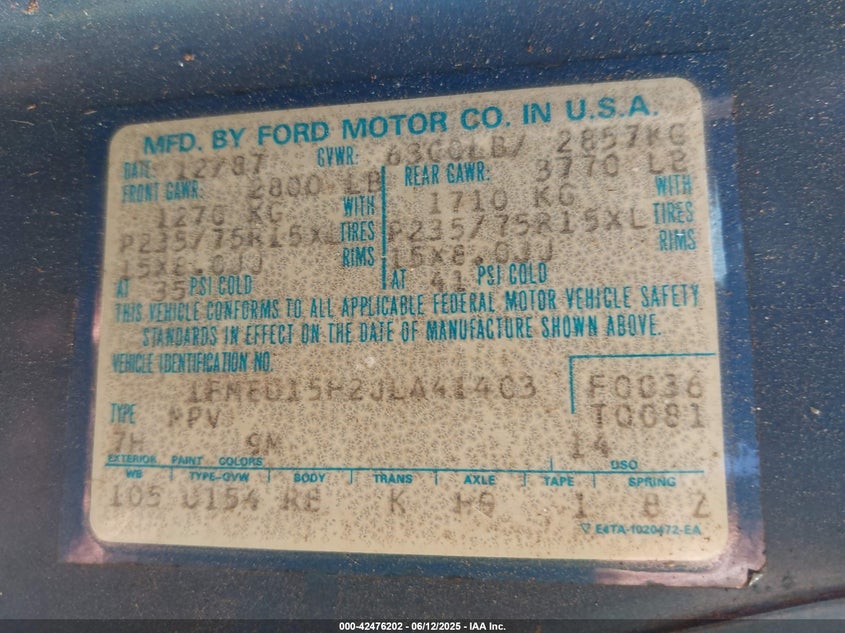 MFD. BY FORD MOTOR CO. IN U.S.A.
DATE: 12/87 GVWR: 6300LB/ 2857KG
FRONT GAWR: 2800 LB REAR GAWR: 3770 LB
1270 KG WITH 1710 KG WITH
P235/75R15XL TIRES P235/75R15XL TIRES
15X8.0JJ RIMS 15X8.0JJ RIMS
AT 35 PSI COLD AT 41 PSI COLD
THIS VEHICLE CONFORMS TO ALL APPLICABLE FEDERAL MOTOR VEHICLE SAFETY
STANDARDS IN EFFECT ON THE DATE OF MANUFACTURE SHOWN ABOVE.
VEHICLE IDENTIFICATION NO.
1FMEU15H2JLA41403 F0036
TYPE MPV T0081
7H 9M 14
EXTERIOR PAINT COLORS DSO
WB TYPE-GVW BODY TRANS AXLE TAPE SPRING
105 U154 K H9 1 8 2
E4TA-1020472-EA
000-42476202 - 06/12/2025 - IAA Inc.